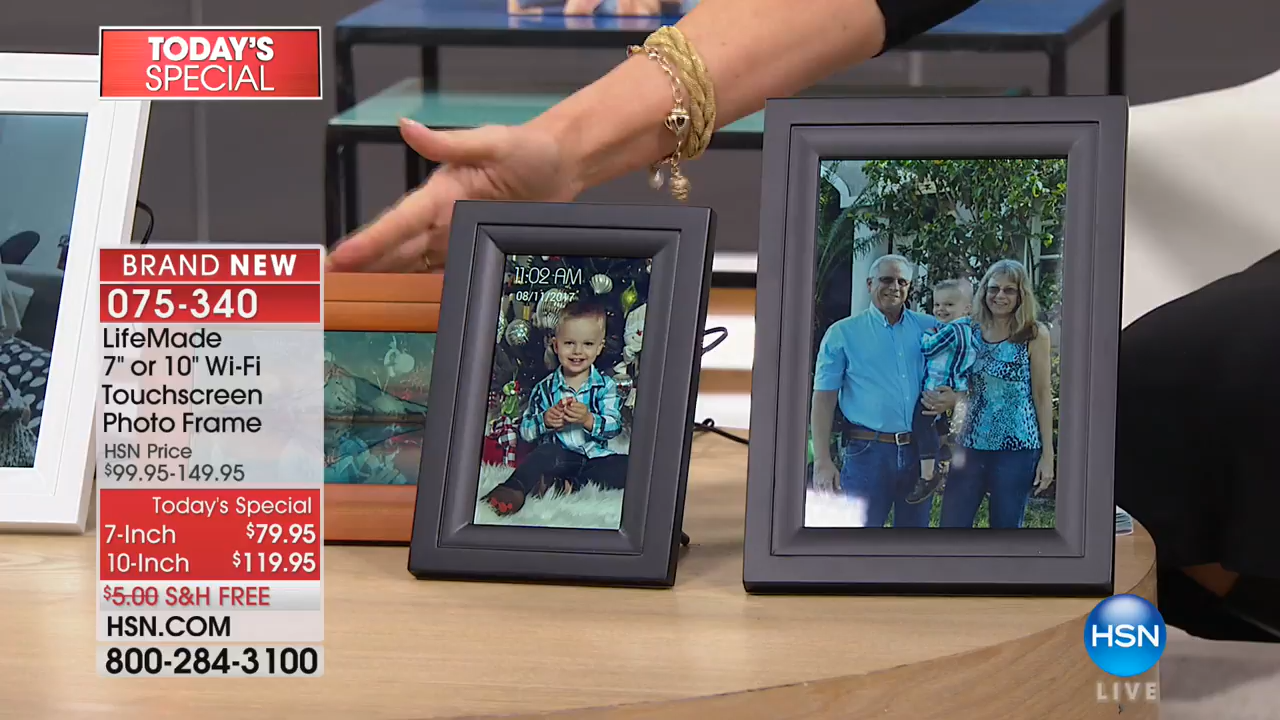 TODAY'S
SPECIAL
BRAND NEW
075-340
LifeMade
7" or 10" Wi-Fi
Touchscreen
Photo Frame
HSN Price
$99.95-149.95
Today's Special
7-Inch $79.95
10-Inch $119.95
$5.00 S&H FREE
HSN.COM
800-284-3100
11:02 AM
08/11/2017
HSN
LIVE